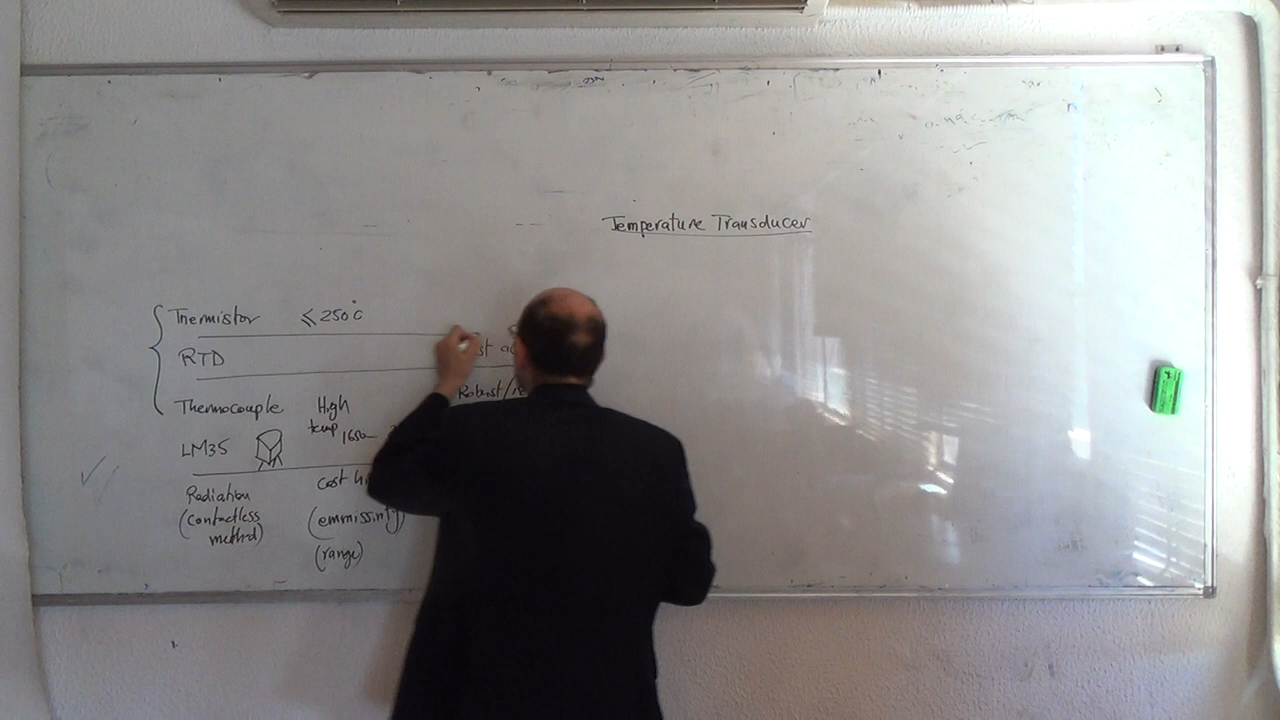 Temperature Transducer
Thermistor ≤ 250°C
RTD
Robust/
Thermocouple High
temp 1650
LM35
Radiation cost
(contactless (emmissivity)
method)
(range)